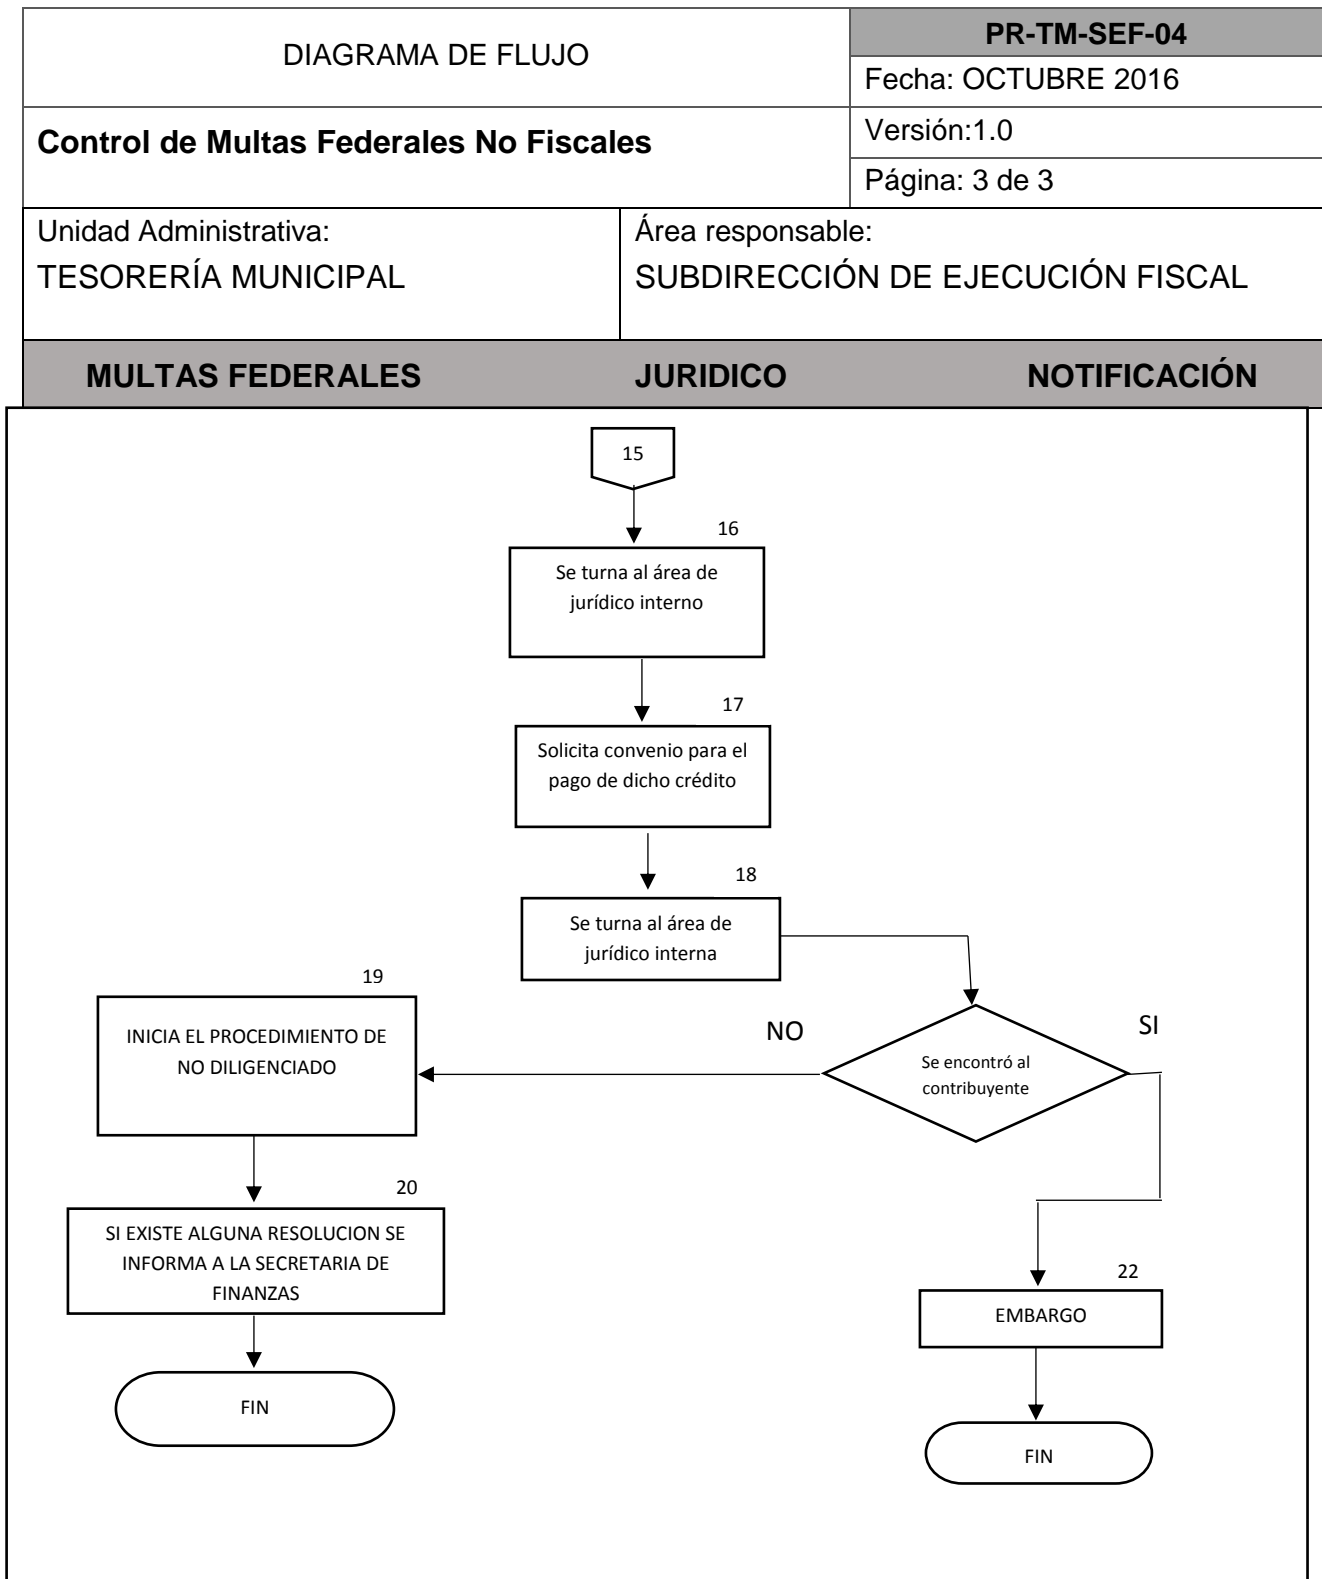 DIAGRAMA DE FLUJO
PR-TM-SEF-04
Fecha: OCTUBRE 2016
Control de Multas Federales No Fiscales
Versión:1.0
Página: 3 de 3
Unidad Administrativa:
TESORERÍA MUNICIPAL
Área responsable:
SUBDIRECCIÓN DE EJECUCIÓN FISCAL
MULTAS FEDERALES
JURIDICO
NOTIFICACIÓN
15
16
Se turna al área de
jurídico interno
17
Solicita convenio para el
pago de dicho crédito
18
Se turna al área de
jurídico interna
19
INICIA EL PROCEDIMIENTO DE
NO DILIGENCIADO
NO
SI
Se encontró al
contribuyente
20
SI EXISTE ALGUNA RESOLUCION SE
INFORMA A LA SECRETARIA DE
FINANZAS
22
EMBARGO
FIN
FIN